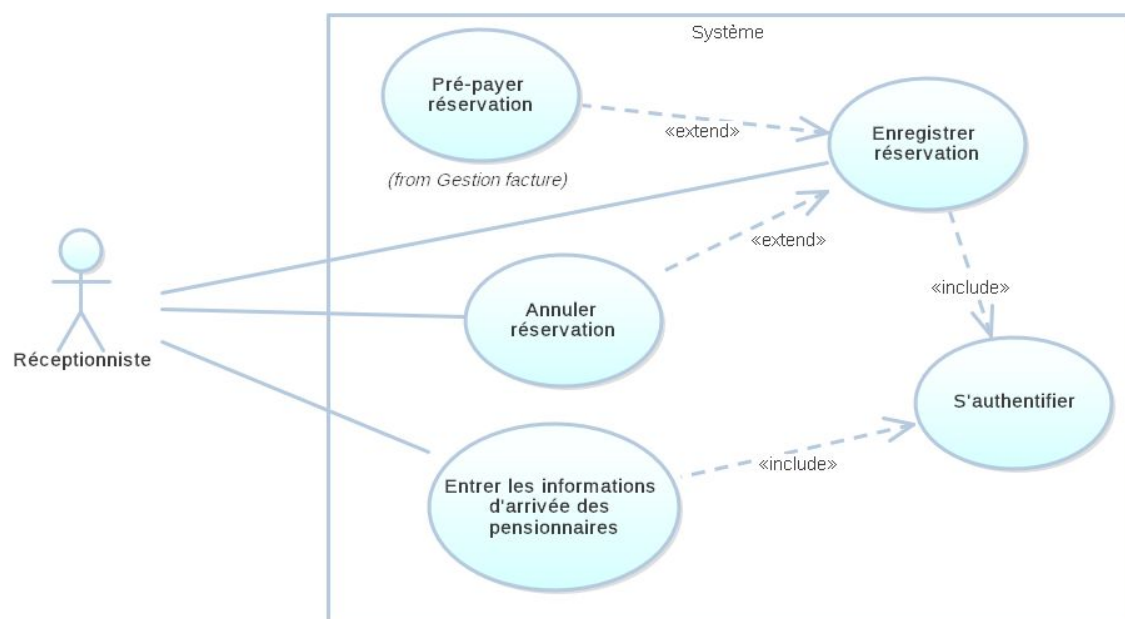 Système
Pré-payer
réservation
«extend»
Enregistrer
réservation
(from Gestion facture)
«extend»
«include»
Annuler
réservation
Réceptionniste
S'authentifier
«include»
Entrer les informations
d'arrivée des
pensionnaires